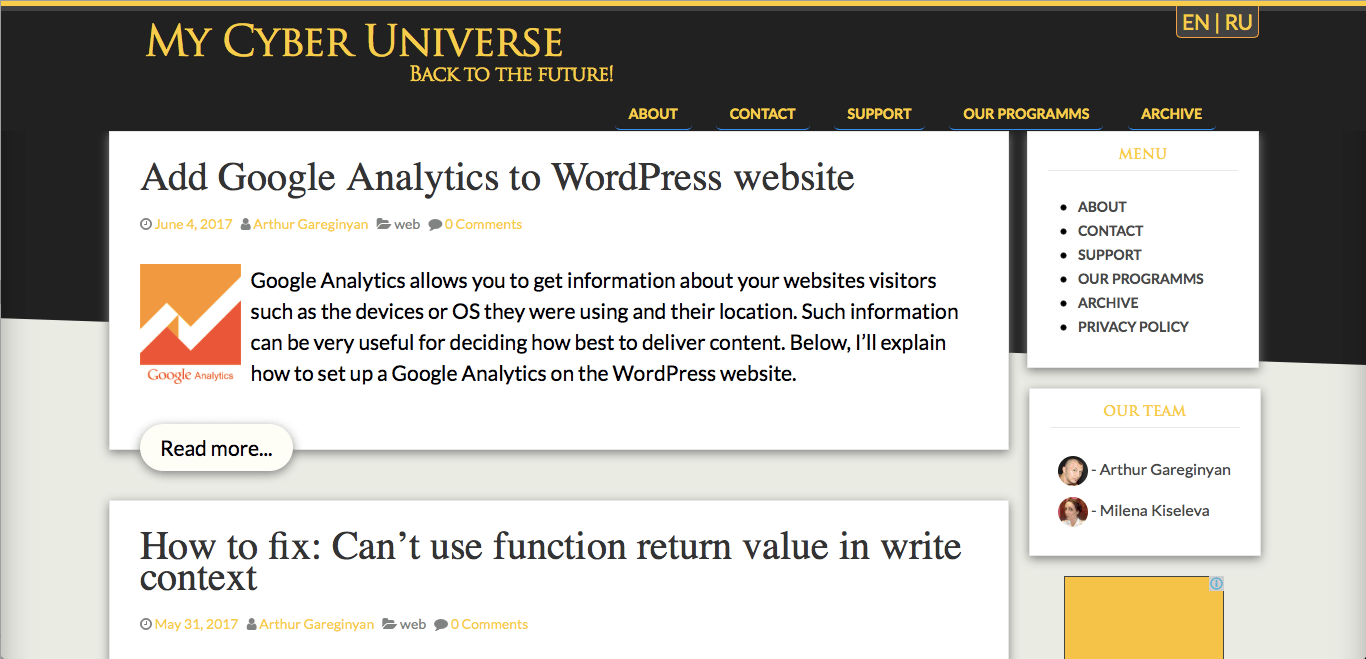 My Cyber Universe
Back to the future!
EN | RU
ABOUT CONTACT SUPPORT OUR PROGRAMMS ARCHIVE
Add Google Analytics to WordPress website
June 4, 2017 Arthur Gareginyan web 0 Comments
Google Analytics
Google Analytics allows you to get information about your websites visitors
such as the devices or OS they were using and their location. Such information
can be very useful for deciding how best to deliver content. Below, I’ll explain
how to set up a Google Analytics on the WordPress website.
Read more...
How to fix: Can’t use function return value in write
context
May 31, 2017 Arthur Gareginyan web 0 Comments
MENU
ABOUT
CONTACT
SUPPORT
OUR PROGRAMMS
ARCHIVE
PRIVACY POLICY
OUR TEAM
- Arthur Gareginyan
- Milena Kiseleva